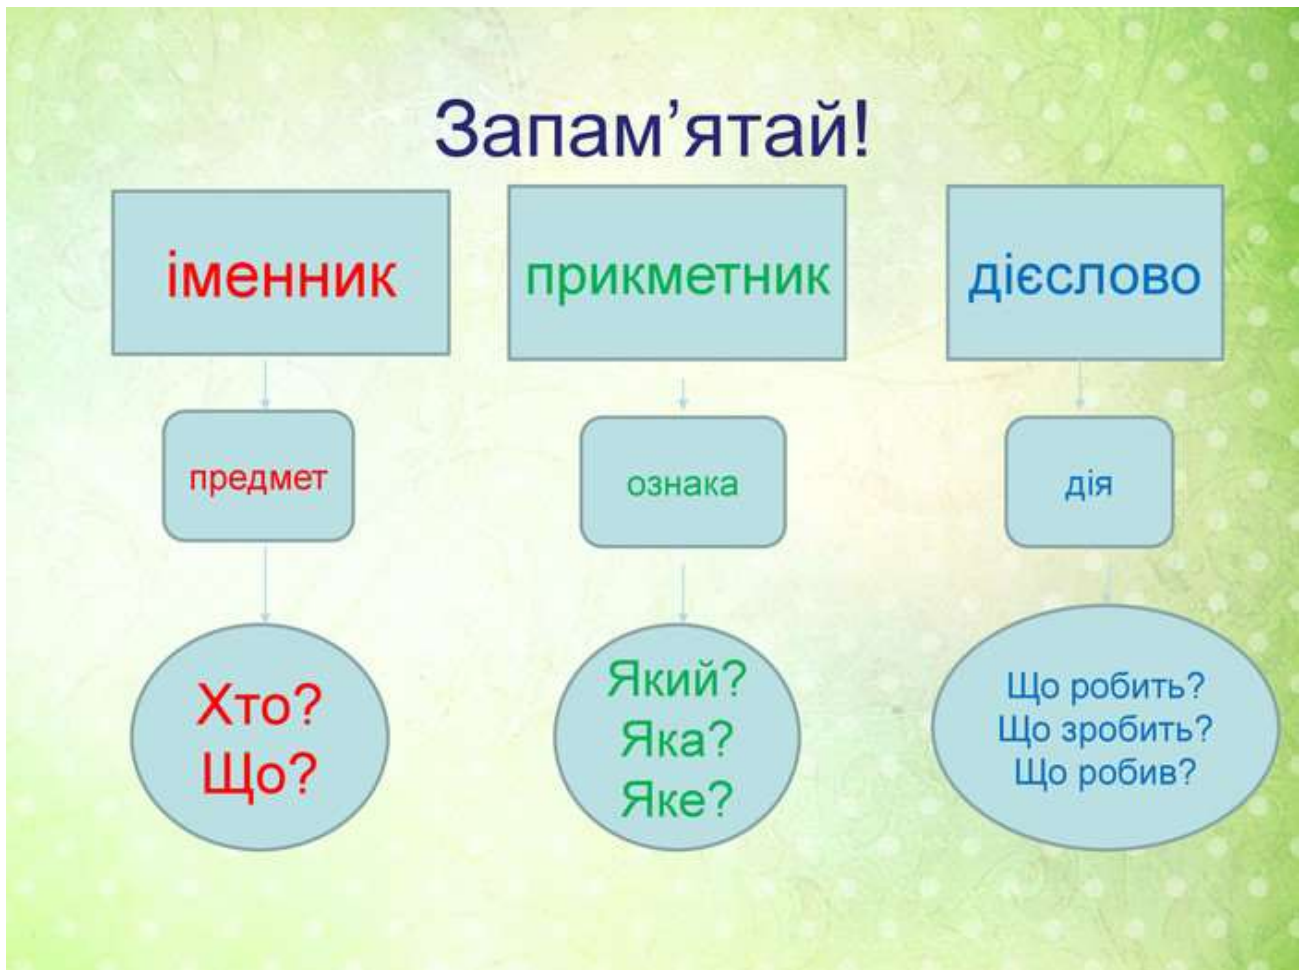 Запам’ятай!
іменник
прикметник
дієслово
предмет
ознака
дія
Хто?
Що?
Який?
Яка?
Яке?
Що робить?
Що зробить?
Що робив?